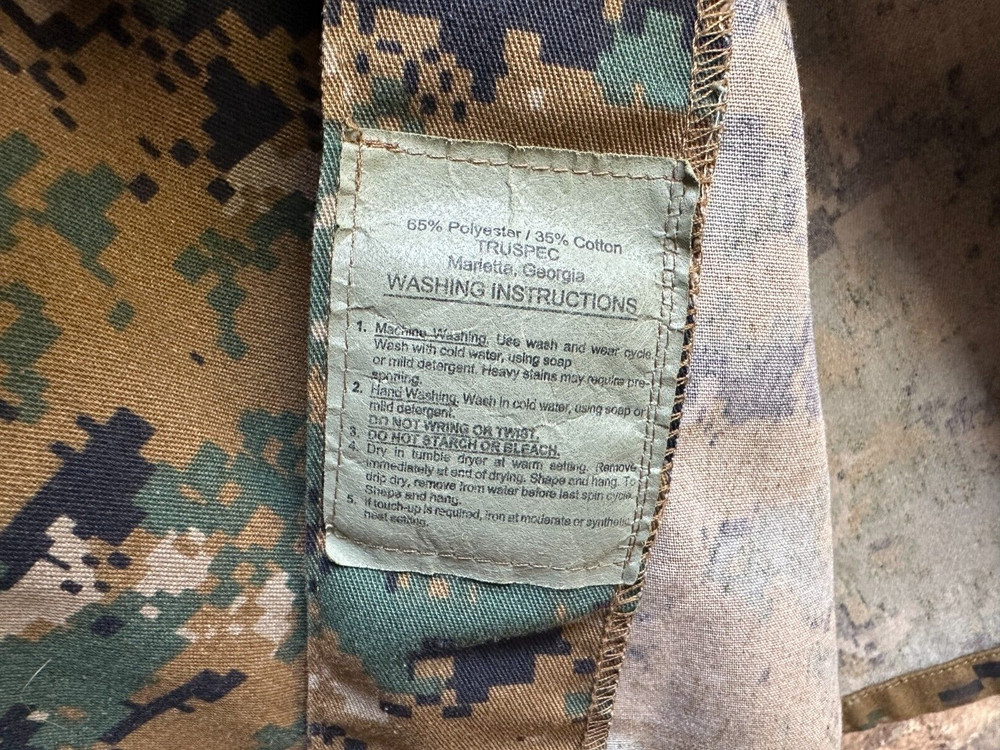 65% Polyester / 35% Cotton
TRUSPEC
Marietta, Georgia
WASHING INSTRUCTIONS
1. Machine Washing. Use wash and wear cycle.
Wash with cold water, using soap
or mild detergent. Heavy stains may require pre-
spotting.
2. Hand Washing. Wash in cold water, using soap or
mild detergent.
DO NOT WRING OR TWIST.
3. DO NOT STARCH OR BLEACH.
4. Dry in tumble dryer at warm setting. Remove
immediately at end of drying. Shape and hang. To
drip dry, remove from water before last spin cycle.
Shape and hang.
5. If touch-up is required, iron at moderate or synthetic
heat setting.